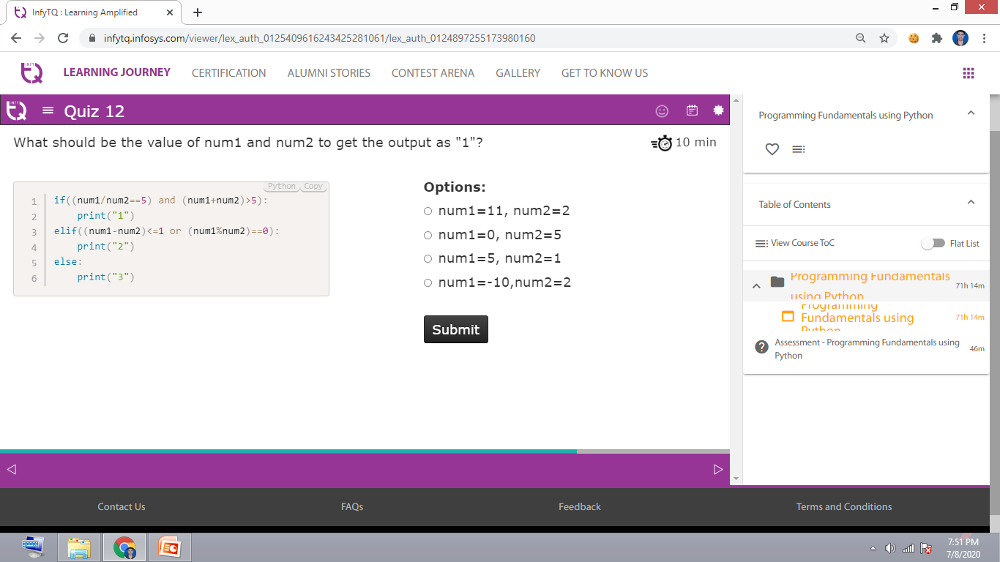 InfyTQ : Learning Amplified
infytq.infosys.com/viewer/lex_auth_0125409616243425281061/lex_auth_0124897255173980160
LEARNING JOURNEY
CERTIFICATION
ALUMNI STORIES
CONTEST ARENA
GALLERY
GET TO KNOW US
Quiz 12
What should be the value of num1 and num2 to get the output as "1"?
10 min
Python
Copy
1 if((num1/num2==5) and (num1+num2)>5):
2 print("1")
3 elif((num1-num2)<=1 or (num1%num2)==0):
4 print("2")
5 else:
6 print("3")
Options:
num1=11, num2=2
num1=0, num2=5
num1=5, num2=1
num1=-10,num2=2
Submit
Programming Fundamentals using Python
Table of Contents
View Course ToC
Flat List
Programming Fundamentals
using Python
71h 14m
Programming
Fundamentals using
Python
71h 14m
Assessment - Programming Fundamentals using
Python
46m
Contact Us
FAQs
Feedback
Terms and Conditions
7:51 PM
7/8/2020